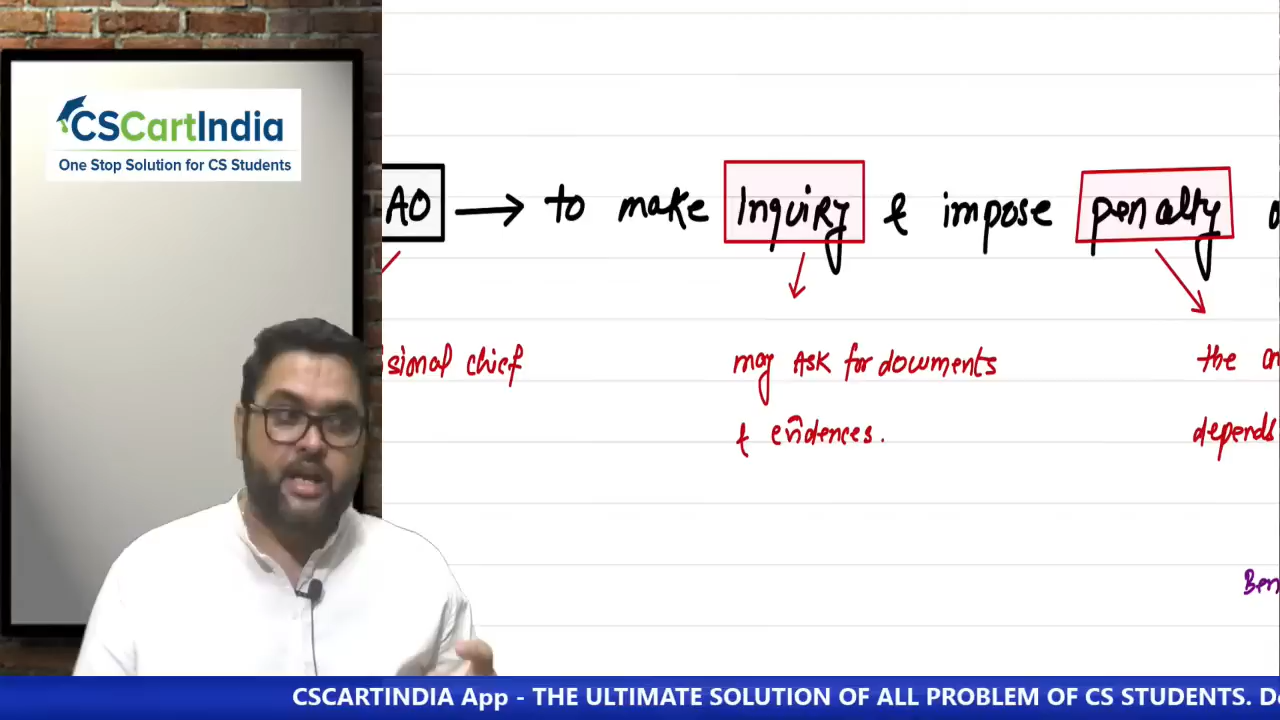 CSCartIndia
One Stop Solution for CS Students
AO → to make Inquiry & impose penalty
sional chief
may ASK for documents
& evidences.
the
depends
Ben
CSCARTINDIA App - THE ULTIMATE SOLUTION OF ALL PROBLEM OF CS STUDENTS.